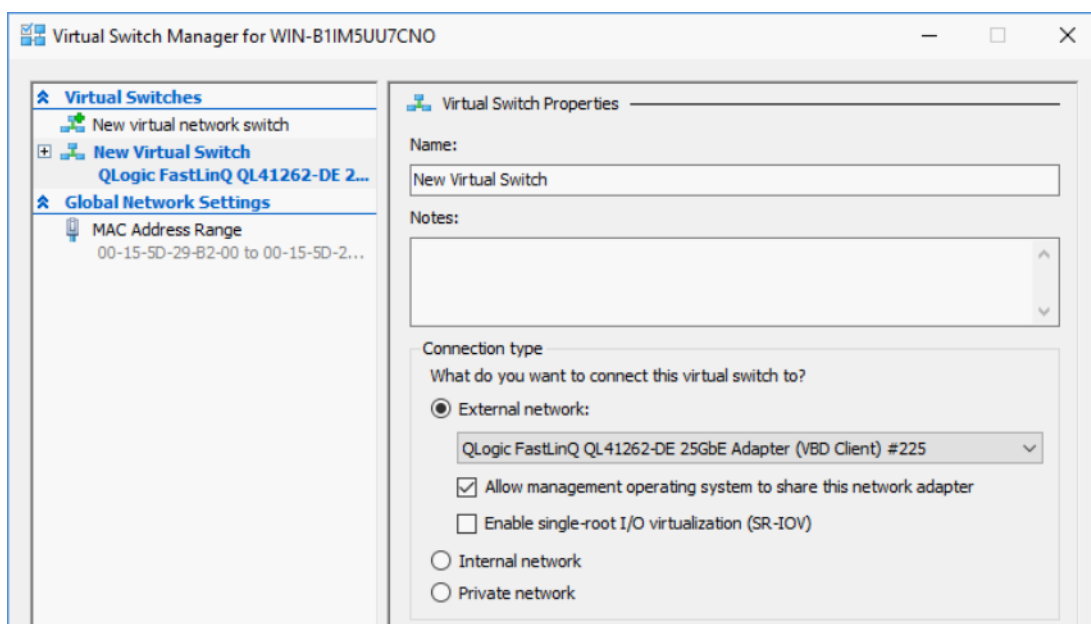 Virtual Switch Manager for WIN-B1IM5UU7CNO
Virtual Switches
New virtual network switch
New Virtual Switch
QLogic FastLinQ QL41262-DE 2...
Global Network Settings
MAC Address Range
00-15-5D-29-B2-00 to 00-15-5D-2...
Virtual Switch Properties
Name:
New Virtual Switch
Notes:
Connection type
What do you want to connect this virtual switch to?
External network:
QLogic FastLinQ QL41262-DE 25GbE Adapter (VBD Client) #225
Allow management operating system to share this network adapter
Enable single-root I/O virtualization (SR-IOV)
Internal network
Private network